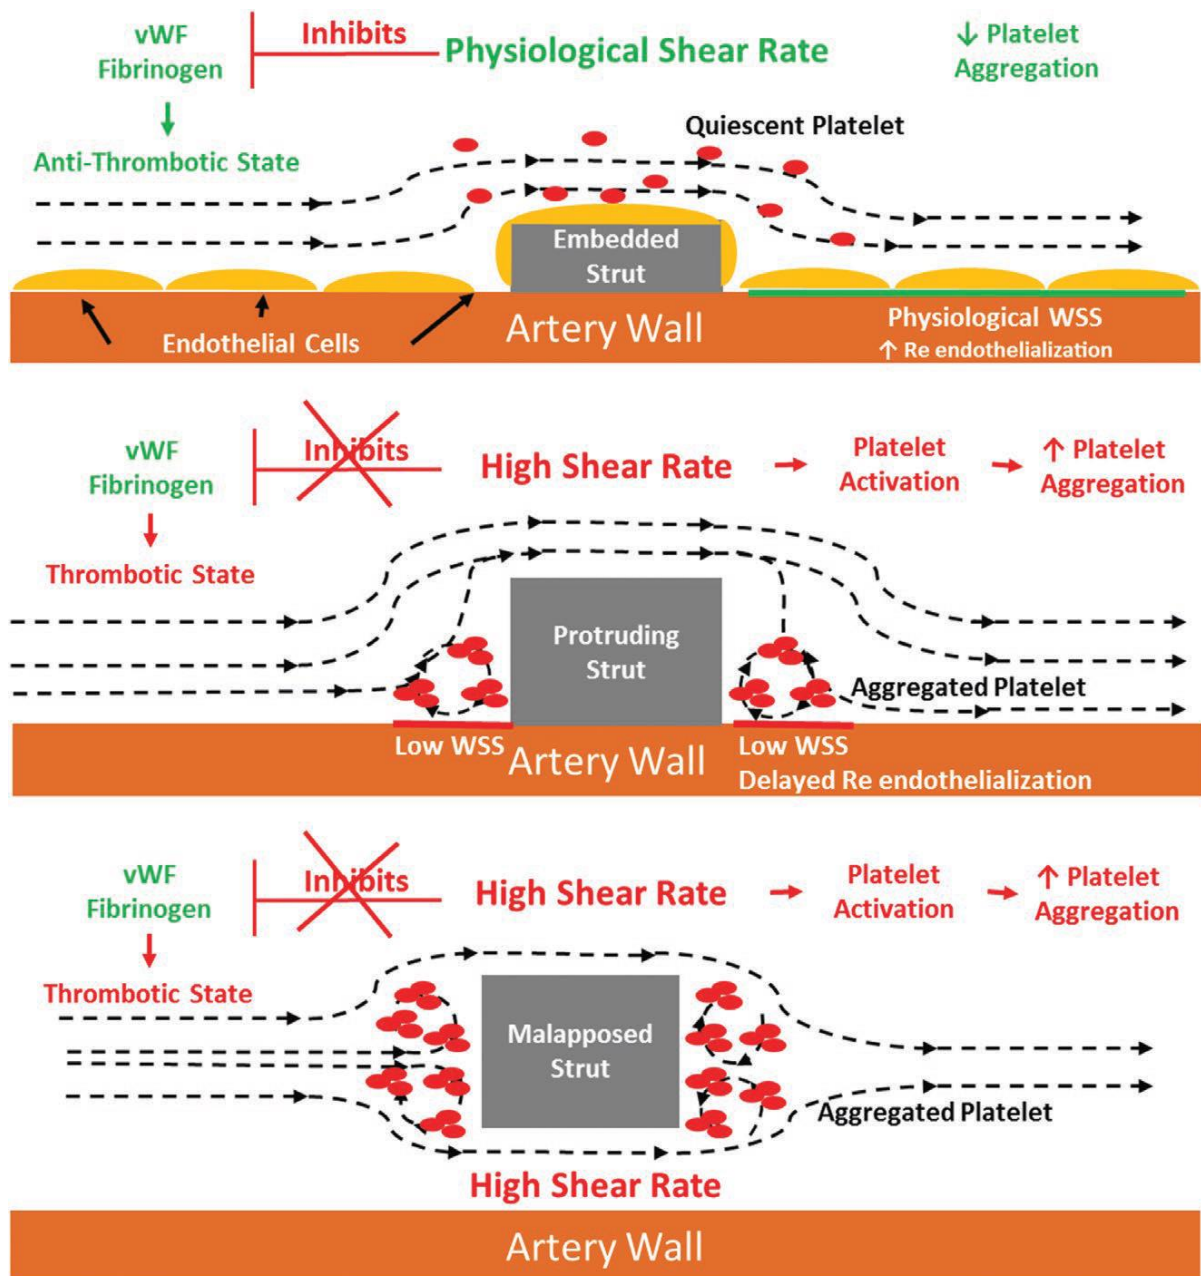 vWF
Fibrinogen
Inhibits
Physiological Shear Rate
↓ Platelet
Aggregation
Anti-Thrombotic State
Quiescent Platelet
Embedded
Strut
Endothelial Cells
Artery Wall
Physiological WSS
↑ Re endothelialization
vWF
Fibrinogen
Inhibits
High Shear Rate
Platelet
Activation
↑ Platelet
Aggregation
Thrombotic State
Protruding
Strut
Aggregated Platelet
Low WSS
Artery Wall
Low WSS
Delayed Re endothelialization
vWF
Fibrinogen
Inhibits
High Shear Rate
Platelet
Activation
↑ Platelet
Aggregation
Thrombotic State
Malapposed
Strut
Aggregated Platelet
High Shear Rate
Artery Wall